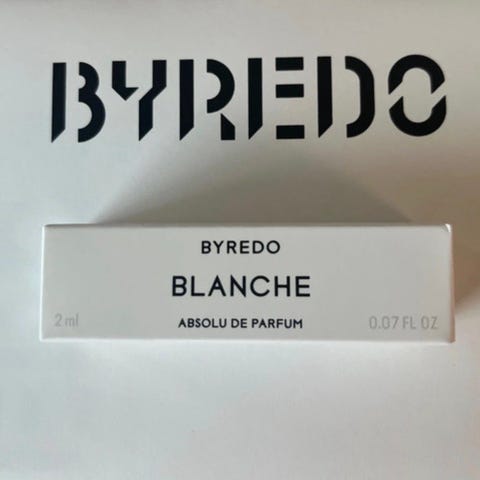 BYREDO
BYREDO
BLANCHE
2 ml ABSOLU DE PARFUM 0.07 FL OZ